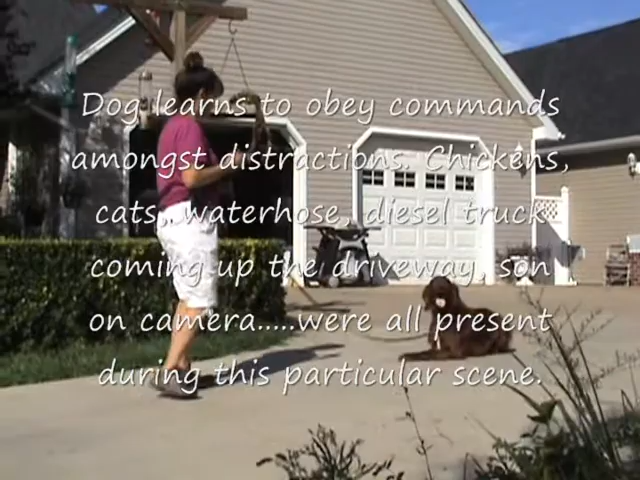 Dog learns to obey commands
amongst distractions. Chickens,
cats,, waterhose, diesel truck
coming up the driveway, son
on camera.....were all present
during this particular scene.